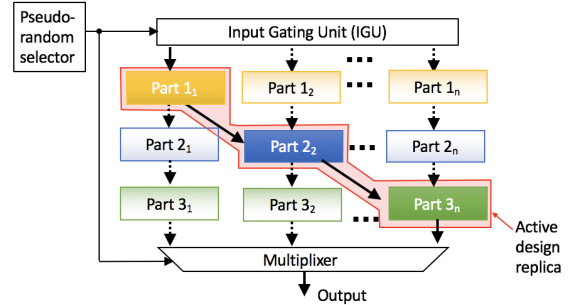 Pseudo-
random
selector
Input Gating Unit (IGU)
Part 1₁
Part 1₂
Part 1ₙ
Part 2₁
Part 2₂
Part 2ₙ
Part 3₁
Part 3₂
Part 3ₙ
Active
design
replica
Multiplixer
Output